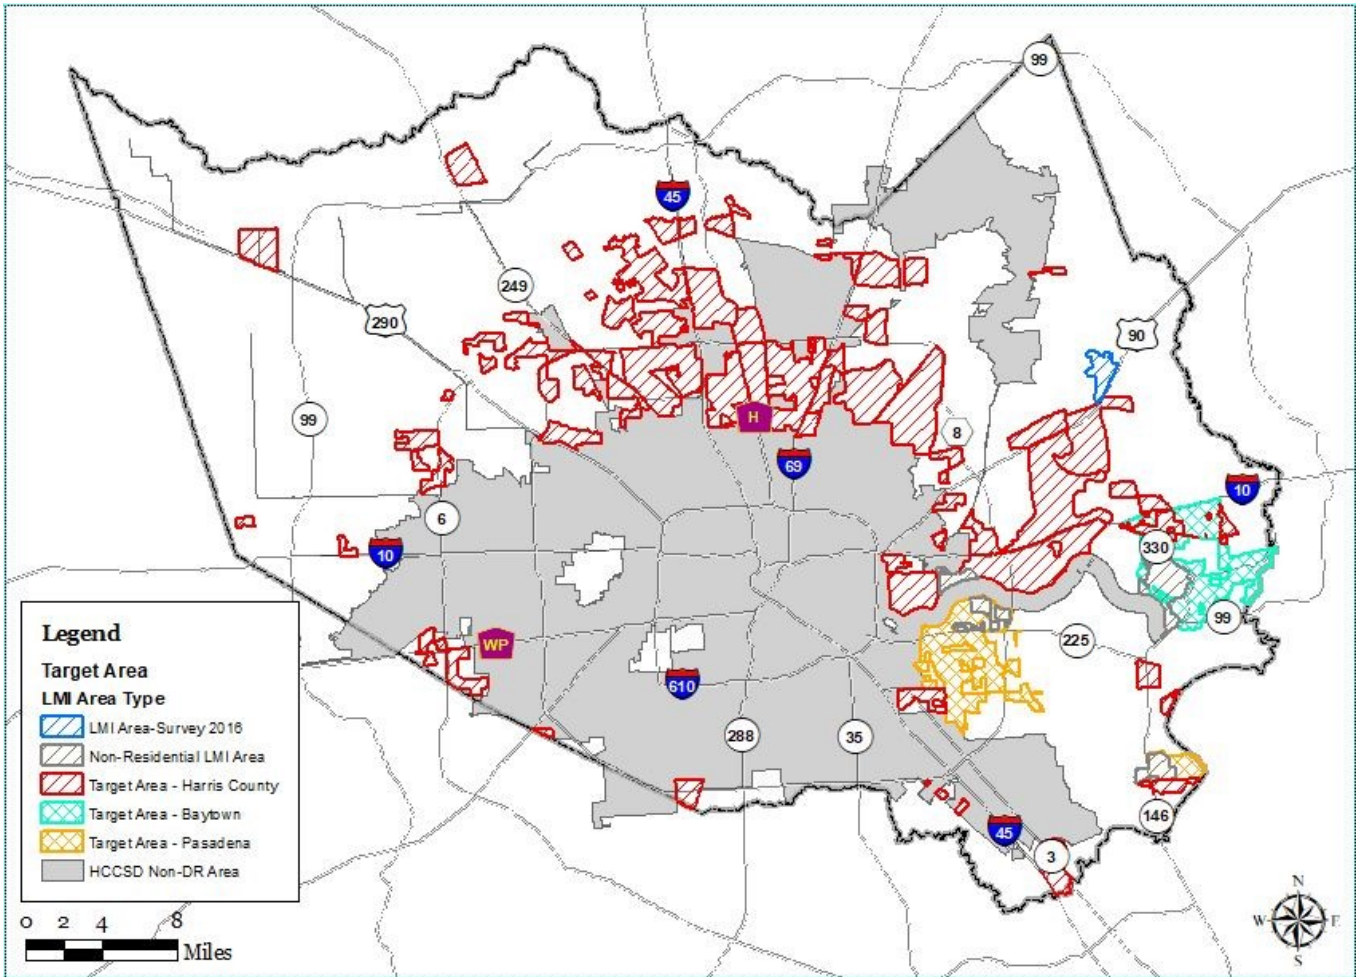 99
45
249
290
90
99
H
8
69
10
6
10
330
99
225
WP
610
288
35
146
45
3
Legend
Target Area
LMI Area Type
LMI Area-Survey 2016
Non-Residential LMI Area
Target Area - Harris County
Target Area - Baytown
Target Area - Pasadena
HCCSD Non-DR Area
0 2 4 8
Miles
N
W E
S